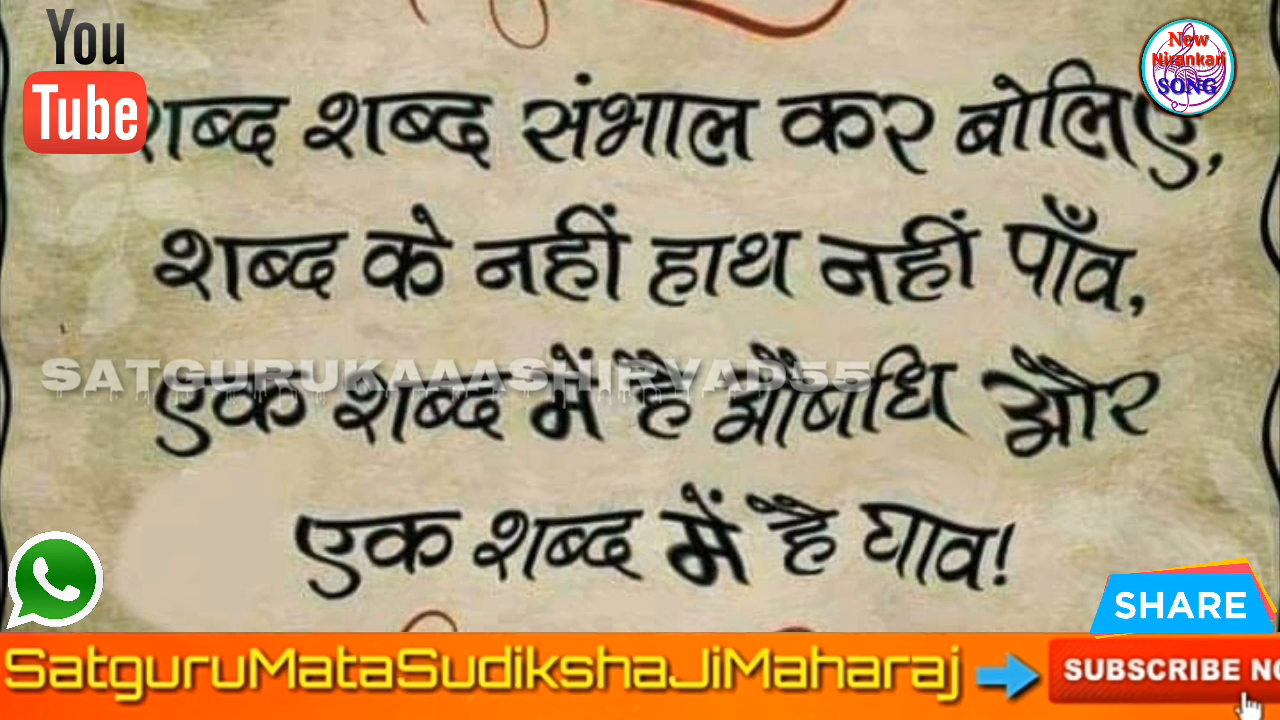 You
Tube
New
Nirankari
SONG
शब्द शब्द संभाल कर बोलिए,
शब्द के नहीं हाथ नहीं पाँव,
SATGURUKAAASHIRVAD55
एक शब्द में है औषधि और
एक शब्द में है घाव!
SHARE
SatguruMataSudikshaJiMaharaj
SUBSCRIBE NO